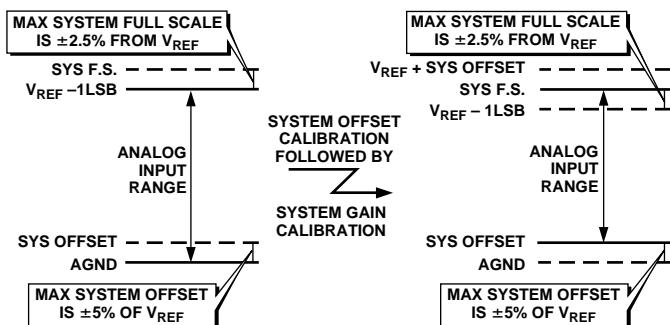 MAX SYSTEM FULL SCALE
IS ±2.5% FROM VREF
SYS F.S.
VREF –1LSB
ANALOG
INPUT
RANGE
SYS OFFSET
AGND
MAX SYSTEM OFFSET
IS ±5% OF VREF
SYSTEM OFFSET
CALIBRATION
FOLLOWED BY
SYSTEM GAIN
CALIBRATION
MAX SYSTEM FULL SCALE
IS ±2.5% FROM VREF
VREF + SYS OFFSET
SYS F.S.
VREF – 1LSB
ANALOG
INPUT
RANGE
SYS OFFSET
AGND
MAX SYSTEM OFFSET
IS ±5% OF VREF